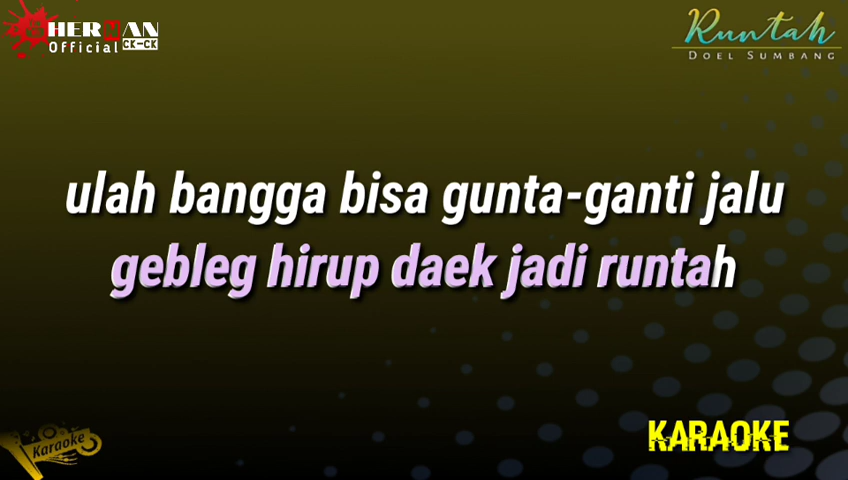 HERMAN
Official CK-CK
Runtah
DOEL SUMBANG
ulah bangga bisa gunta-ganti jalu
gebleg hirup daek jadi runtah
Karaoke
KARAOKE